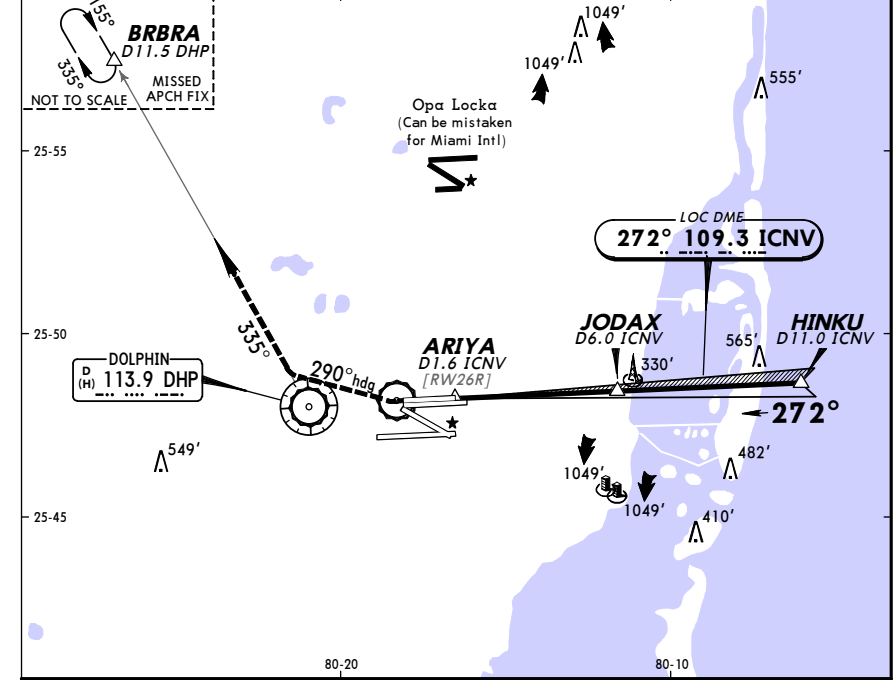 155°
335°
BRBRA
D11.5 DHP
MISSED
APCH FIX
NOT TO SCALE
1049'
1049'
555'
Opa Locka
(Can be mistaken
for Miami Intl)
25-55
LOC DME
272° 109.3 ICNV
25-50
335°
DOLPHIN
D
(H) 113.9 DHP
290° hdg
ARIYA
D1.6 ICNV
[RW26R]
JODAX
D6.0 ICNV
330'
565'
HINKU
D11.0 ICNV
272°
549'
1049'
1049'
482'
410'
25-45
80-20
80-10